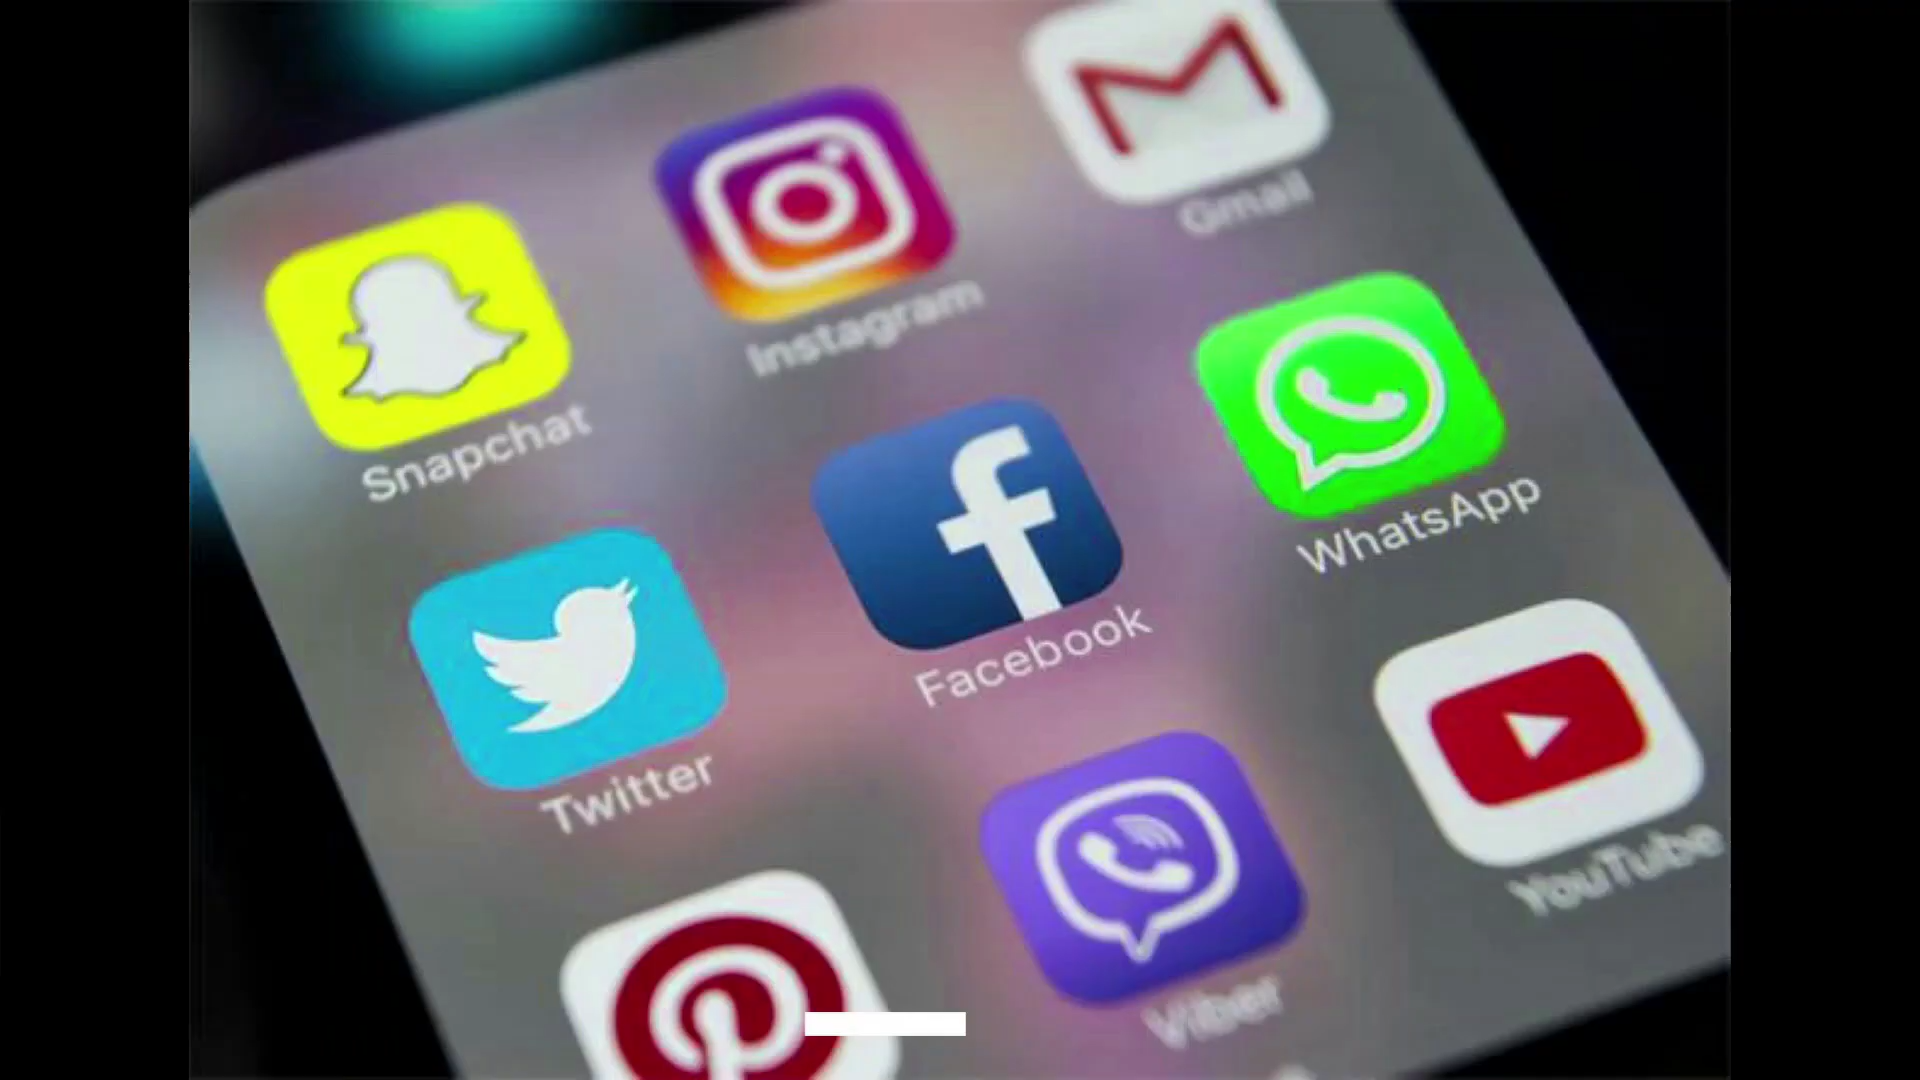 Gmail
Instagram
Snapchat
WhatsApp
Facebook
Twitter
YouTube
Viber